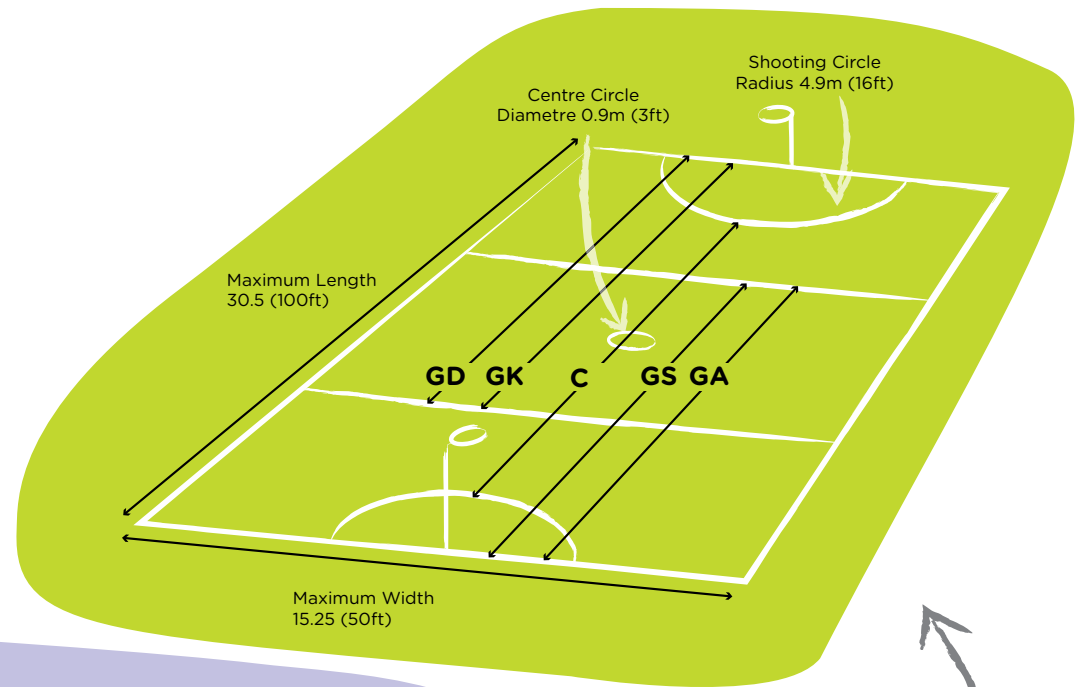 Shooting Circle
Radius 4.9m (16ft)
Centre Circle
Diametre 0.9m (3ft)
Maximum Length
30.5 (100ft)
GD GK C GS GA
Maximum Width
15.25 (50ft)